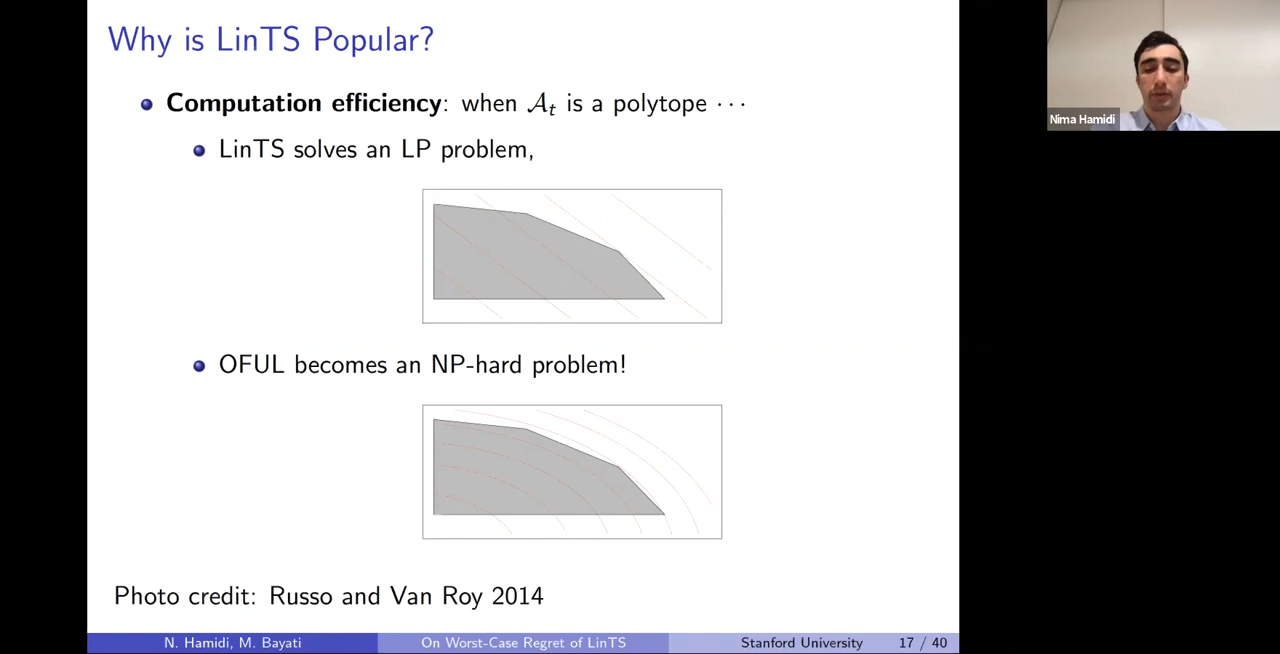 Why is LinTS Popular?
Computation efficiency: when 𝒜ₜ is a polytope ···
LinTS solves an LP problem,
OFUL becomes an NP-hard problem!
Photo credit: Russo and Van Roy 2014
N. Hamidi, M. Bayati On Worst-Case Regret of LinTS Stanford University 17 / 40
Nima Hamidi